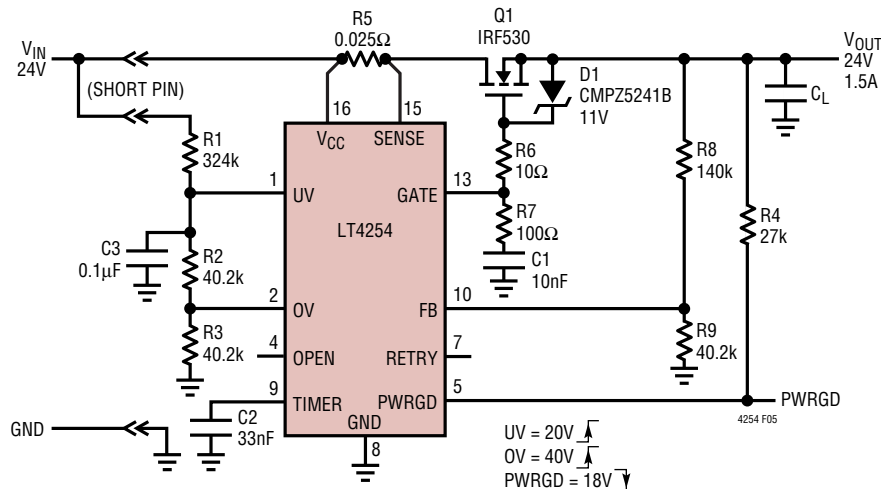 R5
0.025Ω
Q1
IRF530
VIN
24V
VOUT
24V
1.5A
(SHORT PIN)
D1
CMPZ5241B
11V
CL
16
15
VCC
SENSE
R1
324k
R6
10Ω
R8
140k
1
UV
GATE
13
R7
100Ω
R4
27k
LT4254
C3
0.1µF
R2
40.2k
C1
10nF
2
OV
FB
10
R3
40.2k
R9
40.2k
4
OPEN
RETRY
7
9
TIMER
PWRGD
5
PWRGD
4254 F05
GND
C2
33nF
GND
8
UV = 20V
OV = 40V
PWRGD = 18V